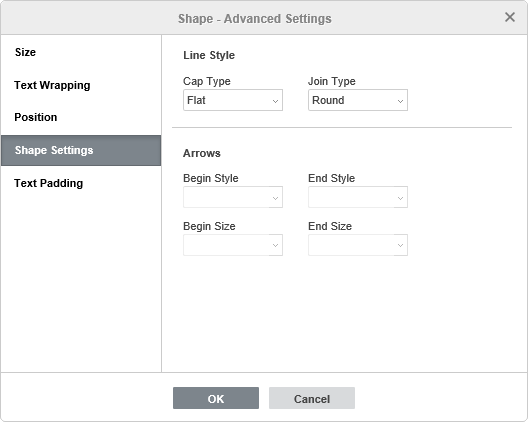 Shape - Advanced Settings
Size
Text Wrapping
Position
Shape Settings
Text Padding
Line Style
Cap Type Join Type
Flat Round
Arrows
Begin Style End Style
Begin Size End Size
OK Cancel